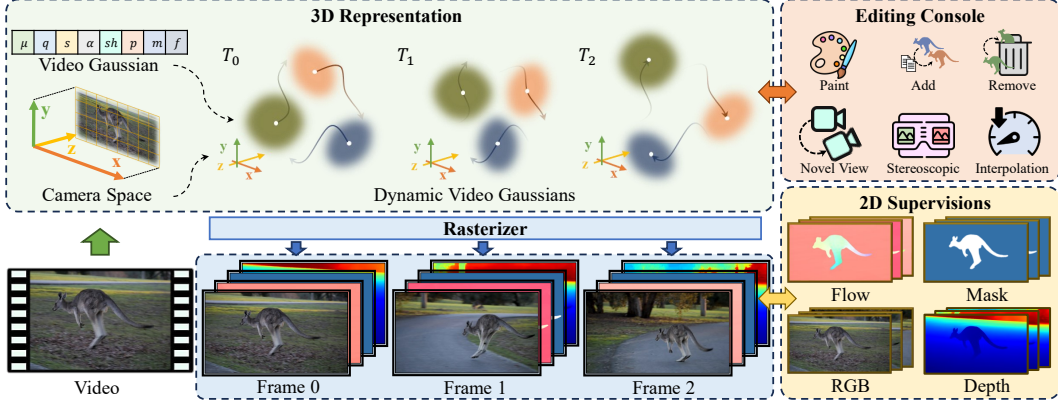 3D Representation
μ q s α sh p m f
Video Gaussian
y
z
x
Camera Space
T0
T1
T2
y
z
x
y
z
x
y
z
x
Dynamic Video Gaussians
Editing Console
Paint
Add
Remove
Novel View
Stereoscopic
Interpolation
Rasterizer
Video
Frame 0
Frame 1
Frame 2
2D Supervisions
Flow
Mask
RGB
Depth